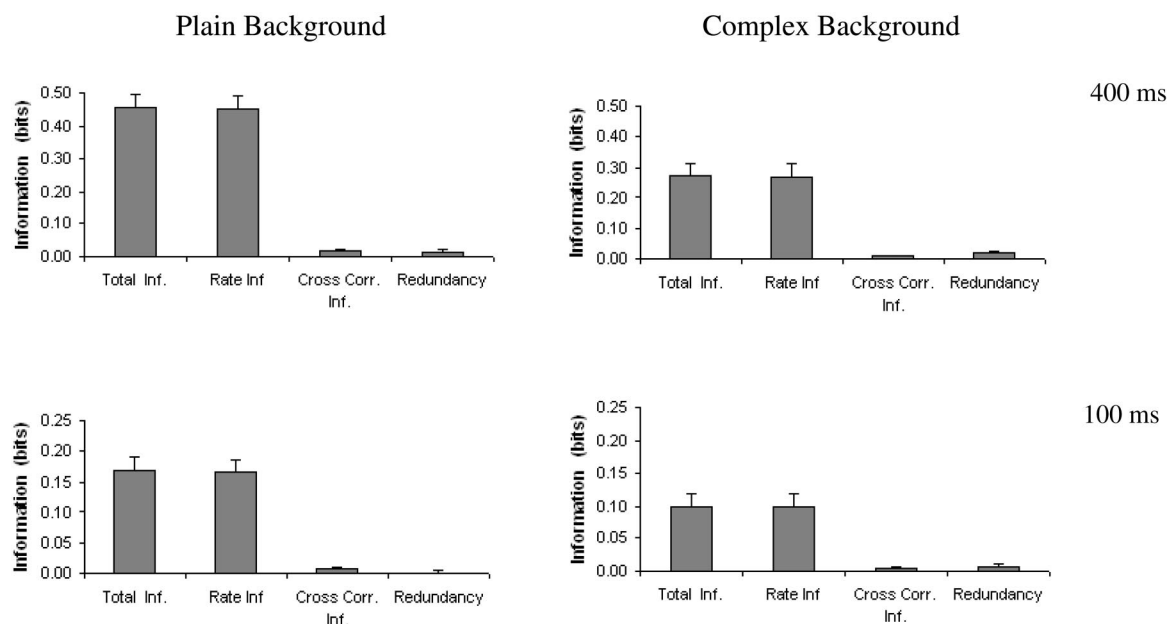 Plain Background
Complex Background
400 ms
Information (bits)
0.50
0.40
0.30
0.20
0.10
0.00
Total Inf.
Rate Inf
Cross Corr.
Inf.
Redundancy
Information (bits)
0.50
0.40
0.30
0.20
0.10
0.00
Total Inf.
Rate Inf
Cross Corr.
Inf.
Redundancy
100 ms
Information (bits)
0.25
0.20
0.15
0.10
0.05
0.00
Total Inf.
Rate Inf
Cross Corr.
Inf.
Redundancy
Information (bits)
0.25
0.20
0.15
0.10
0.05
0.00
Total Inf.
Rate Inf
Cross Corr.
Inf.
Redundancy